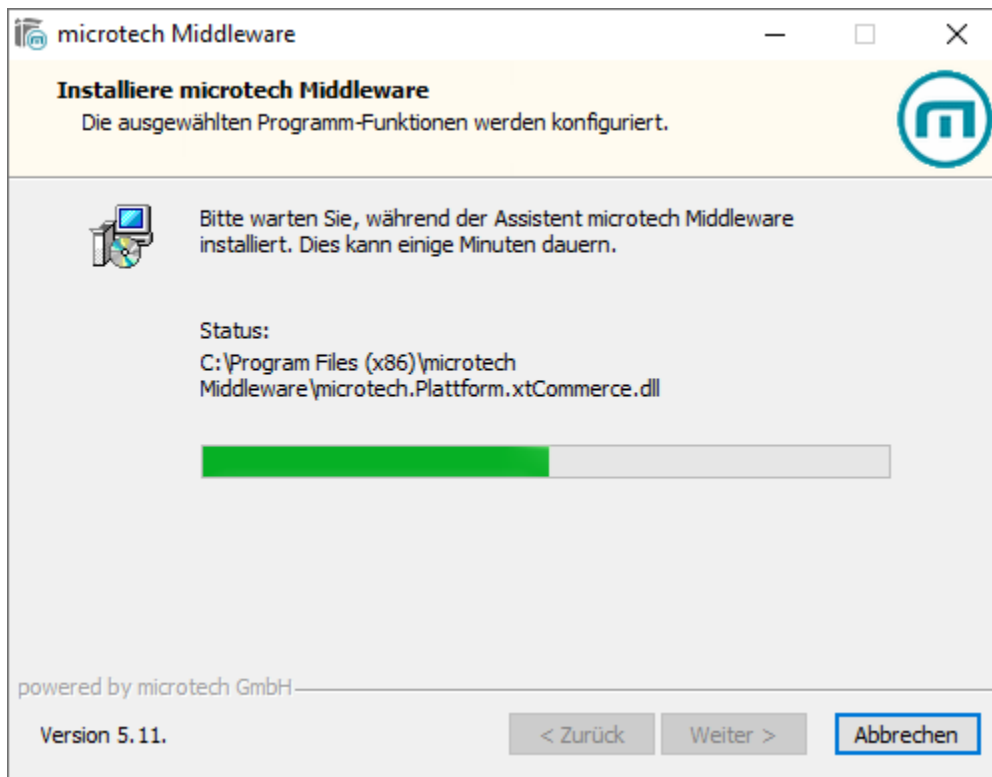 microtech Middleware
Installiere microtech Middleware
Die ausgewählten Programm-Funktionen werden konfiguriert.
Bitte warten Sie, während der Assistent microtech Middleware
installiert. Dies kann einige Minuten dauern.
Status:
C:\Program Files (x86)\microtech
Middleware\microtech.Plattform.xtCommerce.dll
powered by microtech GmbH
Version 5.11.
< Zurück
Weiter >
Abbrechen